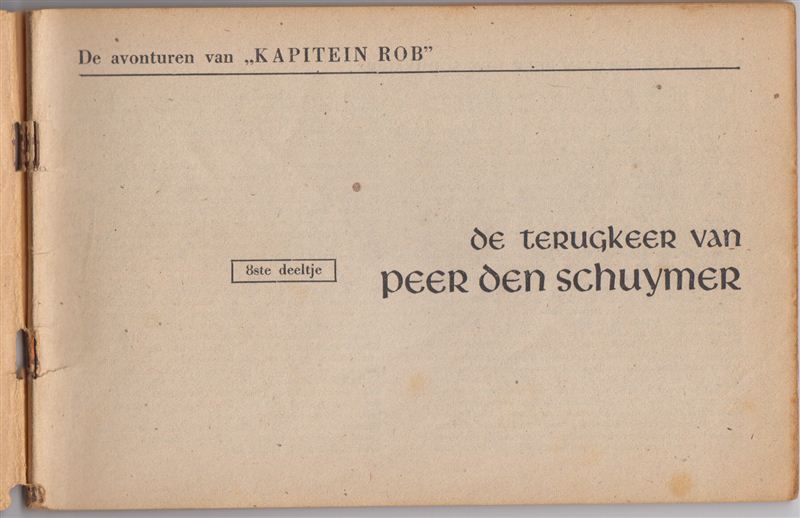 De avonturen van „KAPITEIN ROB”
8ste deeltje
De terugkeer van
peer den schuymer